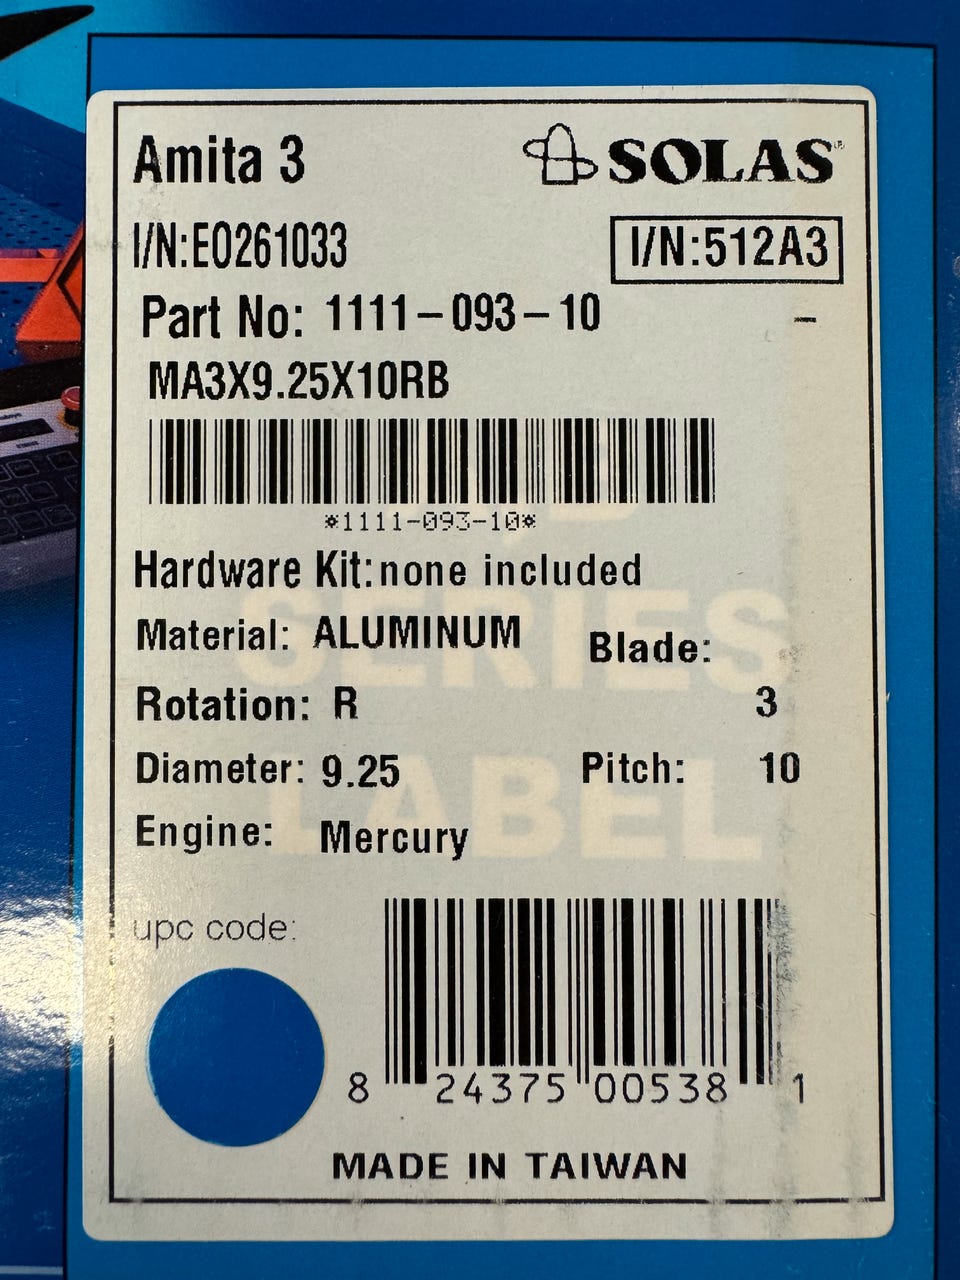 Amita 3
SOLAS
I/N:E0261033
I/N:512A3
Part No: 1111-093-10
-
MA3X9.25X10RB
*1111-093-10*
Hardware Kit: none included
Material: ALUMINUM
Blade: 3
Rotation: R
Diameter: 9.25
Pitch: 10
Engine: Mercury
upc code:
8 24375 00538 1
MADE IN TAIWAN
SERIES
LABEL